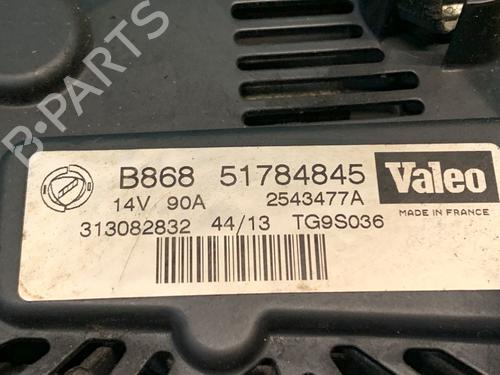 B-PARTS
B868 51784845
Valeo
14V 90A 2543477A
MADE IN FRANCE
313082832 44/13 TG9S036